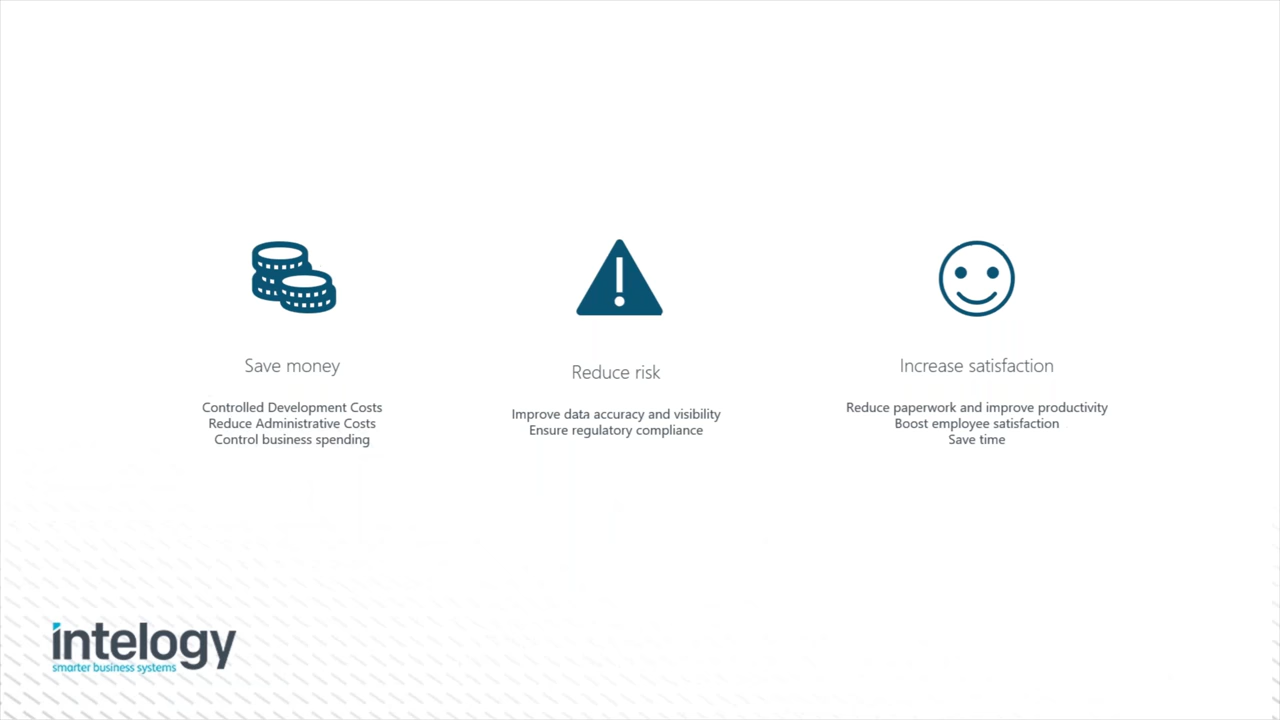 Save money
Controlled Development Costs
Reduce Administrative Costs
Control business spending
Reduce risk
Improve data accuracy and visibility
Ensure regulatory compliance
Increase satisfaction
Reduce paperwork and improve productivity
Boost employee satisfaction
Save time
intelogy
smarter business systems